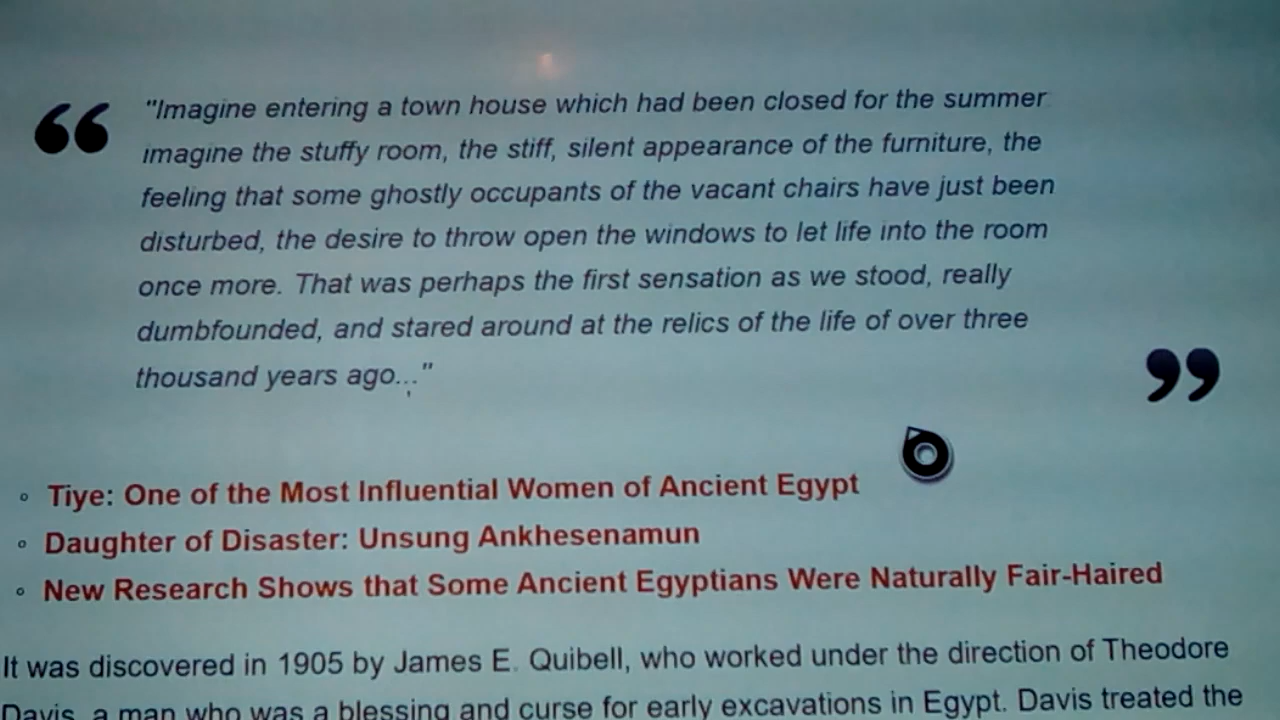 "Imagine entering a town house which had been closed for the summer
imagine the stuffy room, the stiff, silent appearance of the furniture, the
feeling that some ghostly occupants of the vacant chairs have just been
disturbed, the desire to throw open the windows to let life into the room
once more. That was perhaps the first sensation as we stood, really
dumbfounded, and stared around at the relics of the life of over three
thousand years ago..."
Tiye: One of the Most Influential Women of Ancient Egypt
Daughter of Disaster: Unsung Ankhesenamun
New Research Shows that Some Ancient Egyptians Were Naturally Fair-Haired
It was discovered in 1905 by James E. Quibell, who worked under the direction of Theodore
Davis, a man who was a blessing and curse for early excavations in Egypt. Davis treated the